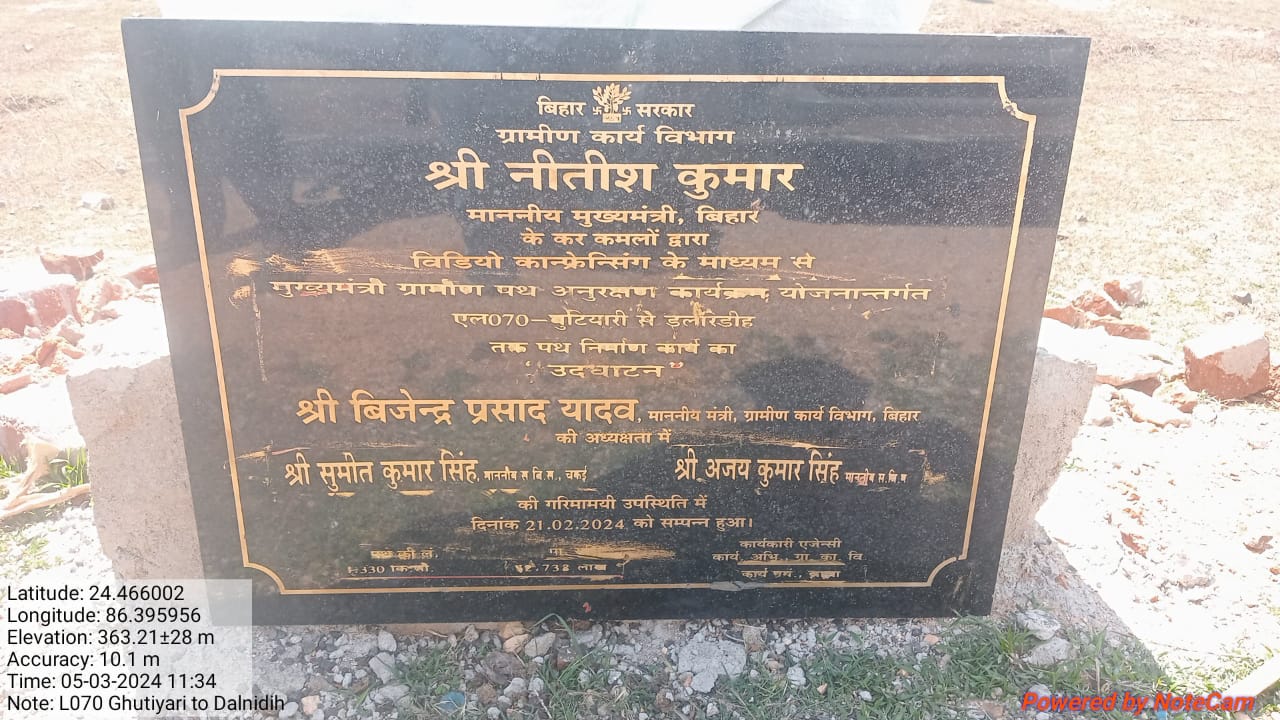 बिहार सरकार
ग्रामीण कार्य विभाग
श्री नीतीश कुमार
माननीय मुख्यमंत्री, बिहार
के कर कमलों द्वारा
विडियो कान्फ्रेन्सिंग के माध्यम से
मुख्यमंत्री ग्रामीण पथ अनुरक्षण कार्यक्रम योजनान्तर्गत
एल070-घुटियारी से
तक पथ निर्माण कार्य का
"उदघाटन"
श्री बिजेन्द्र प्रसाद यादव, माननीय मंत्री, ग्रामीण कार्य विभाग, बिहार
की अध्यक्षता में
श्री सुमीत कुमार सिंह, माननीय स.बि.स., चकाई श्री अजय कुमार सिंह
की गरिमामयी उपस्थिति में
दिनांक 21.02.2024 को सम्पन्न हुआ।
कार्यकारी एजेन्सी
कार्य. अभि., ग्रा. का. वि.
लाख
Latitude: 24.466002
Longitude: 86.395956
Elevation: 363.21±28 m
Accuracy: 10.1 m
Time: 05-03-2024 11:34
Note: L070 Ghutiyari to Dalnidih
Powered by NoteCam